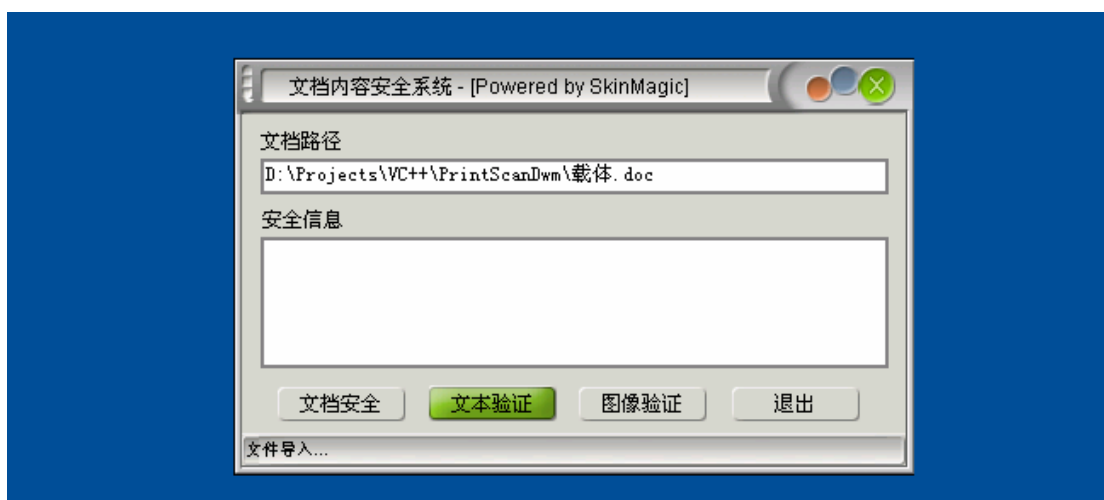 文档内容安全系统 - [Powered by SkinMagic]
文档路径
D:\Projects\VC++\PrintScanDwm\载体.doc
安全信息
文档安全 文本验证 图像验证 退出
文件导入...